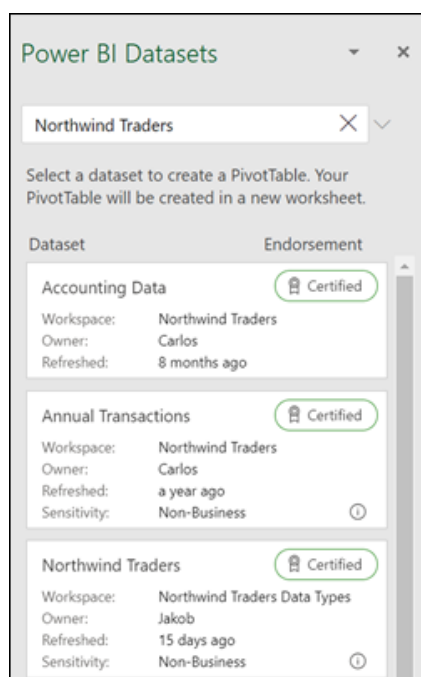 Power BI Datasets
Northwind Traders
Select a dataset to create a PivotTable. Your
PivotTable will be created in a new worksheet.
Dataset Endorsement
Accounting Data Certified
Workspace: Northwind Traders
Owner: Carlos
Refreshed: 8 months ago
Annual Transactions Certified
Workspace: Northwind Traders
Owner: Carlos
Refreshed: a year ago
Sensitivity: Non-Business
Northwind Traders Certified
Workspace: Northwind Traders Data Types
Owner: Jakob
Refreshed: 15 days ago
Sensitivity: Non-Business